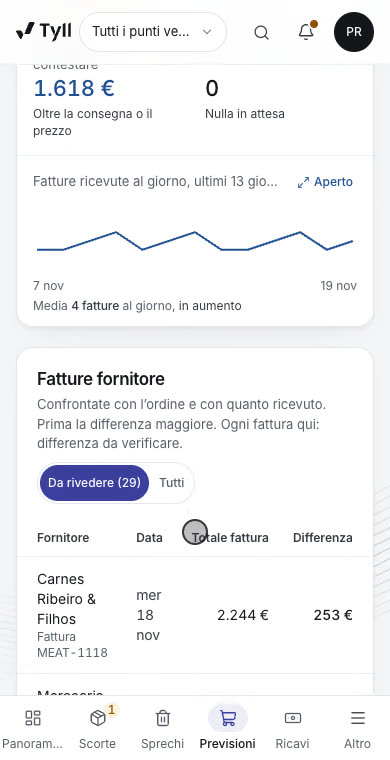 Tyll
Tutti i punti ve...
PR
contestare
1.618 €
0
Oltre la consegna o il
prezzo
Nulla in attesa
Fatture ricevute al giorno, ultimi 13 gio...
Aperto
7 nov
19 nov
Media 4 fatture al giorno, in aumento
Fatture fornitore
Confrontate con l'ordine e con quanto ricevuto.
Prima la differenza maggiore. Ogni fattura qui:
differenza da verificare.
Da rivedere (29)
Tutti
Fornitore
Data
Totale fattura
Differenza
Carnes
Ribeiro &
Filhos
Fattura
MEAT-1118
mer
18
nov
2.244 €
253 €
Merceria
1
Panoram...
Scorte
Sprechi
Previsioni
Ricavi
Altro